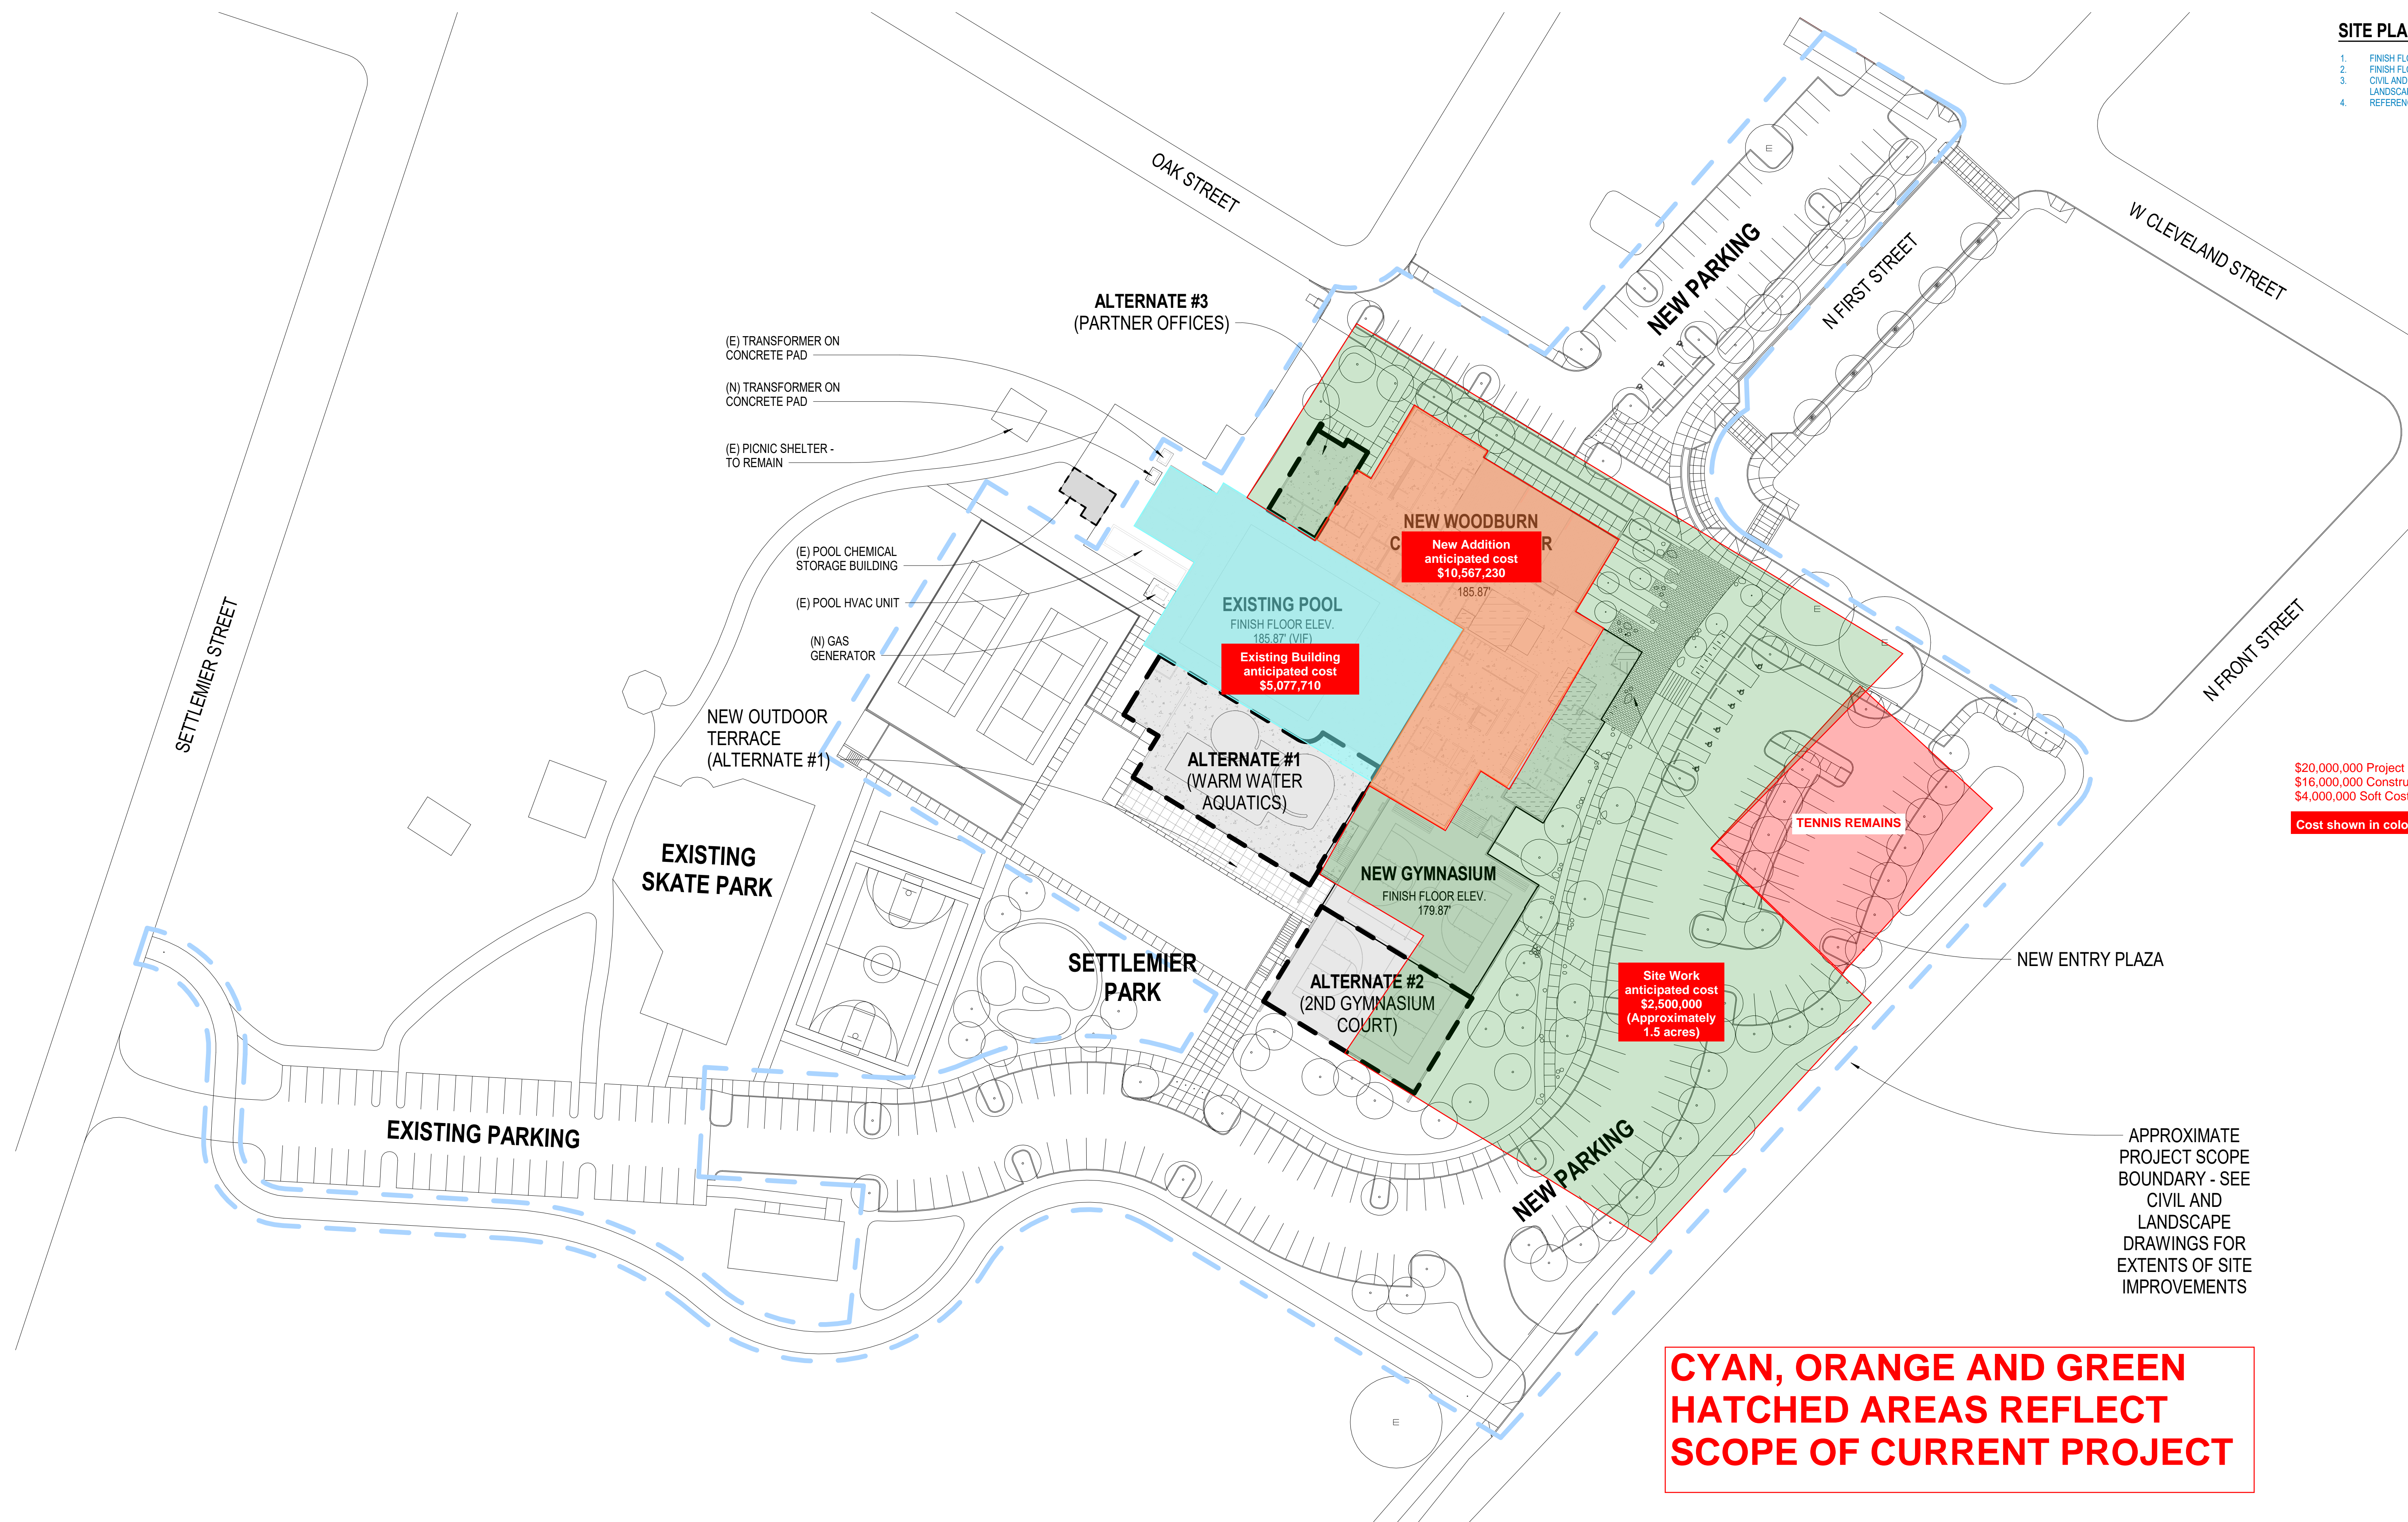 SITE PLA
1. FINISH FL
2. FINISH FL
3. CIVIL AND
LANDSCA
4. REFEREN
OAK STREET
W CLEVELAND STREET
N FIRST STREET
NEW PARKING
ALTERNATE #3
(PARTNER OFFICES)
(E) TRANSFORMER ON
CONCRETE PAD
(N) TRANSFORMER ON
CONCRETE PAD
(E) PICNIC SHELTER -
TO REMAIN
(E) POOL CHEMICAL
STORAGE BUILDING
(E) POOL HVAC UNIT
(N) GAS
GENERATOR
NEW WOODBURN
C R
New Addition
anticipated cost
$10,567,230
185.87'
EXISTING POOL
FINISH FLOOR ELEV.
185.87' (VIF)
Existing Building
anticipated cost
$5,077,710
SETTLEMIER STREET
N FRONT STREET
NEW OUTDOOR
TERRACE
(ALTERNATE #1)
ALTERNATE #1
(WARM WATER
AQUATICS)
$20,000,000 Project
$16,000,000 Constru
$4,000,000 Soft Cost
Cost shown in colo
TENNIS REMAINS
EXISTING
SKATE PARK
NEW GYMNASIUM
FINISH FLOOR ELEV.
179.87'
SETTLEMIER
PARK
ALTERNATE #2
(2ND GYMNASIUM
COURT)
NEW ENTRY PLAZA
Site Work
anticipated cost
$2,500,000
(Approximately
1.5 acres)
EXISTING PARKING
NEW PARKING
APPROXIMATE
PROJECT SCOPE
BOUNDARY - SEE
CIVIL AND
LANDSCAPE
DRAWINGS FOR
EXTENTS OF SITE
IMPROVEMENTS
CYAN, ORANGE AND GREEN
HATCHED AREAS REFLECT
SCOPE OF CURRENT PROJECT